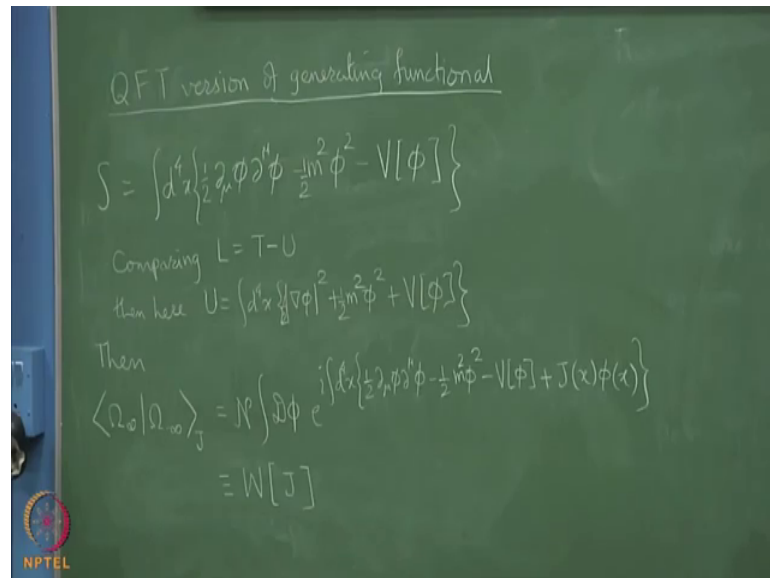 QFT version of generating functional
S = ∫d⁴x{½ ∂_μϕ∂^μϕ - ½m²ϕ² - V[ϕ]}
Comparing L = T - U
then here U = ∫d⁴x{½|∇ϕ|² + ½m²ϕ² + V[ϕ]}
Then
⟨Ω_∞|Ω_-∞⟩_J = N∫Dϕ e^{i∫d⁴x{½ ∂_μϕ∂^μϕ - ½m²ϕ² - V[ϕ] + J(x)ϕ(x)}}
≡ W[J]
NPTEL